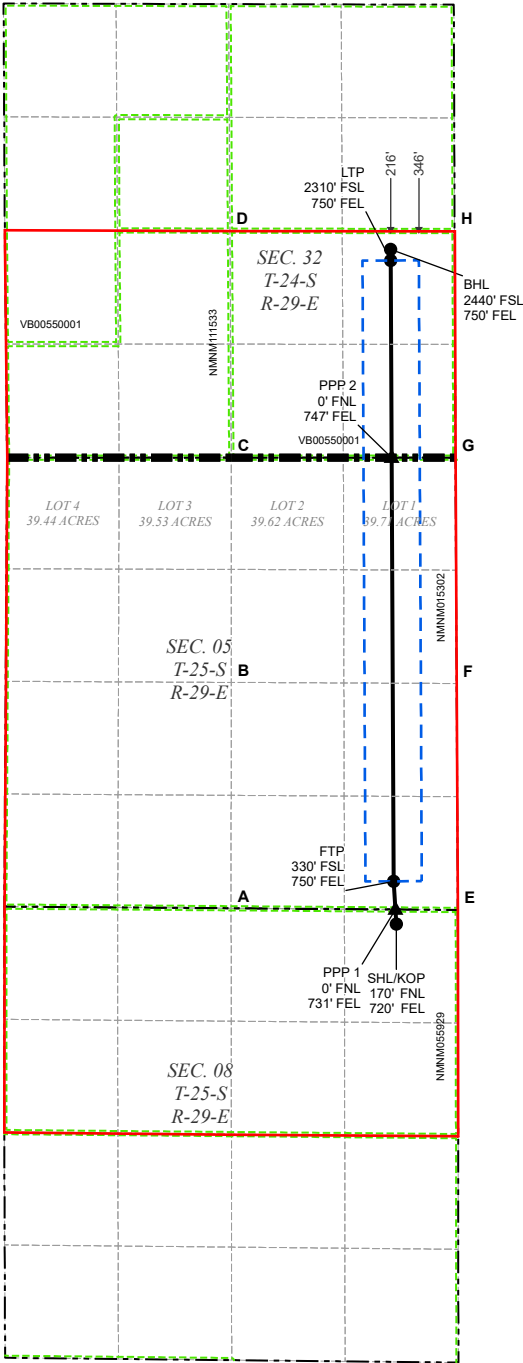 216'
346'
LTP
2310' FSL
750' FEL
D
H
SEC. 32
T-24-S
R-29-E
BHL
2440' FSL
750' FEL
VB00550001
NMNM111533
PPP 2
0' FNL
747' FEL
C
VB00550001
G
LOT 4
39.44 ACRES
LOT 3
39.53 ACRES
LOT 2
39.62 ACRES
LOT 1
39.71 ACRES
NMNM015302
SEC. 05
T-25-S
R-29-E
B
F
FTP
330' FSL
750' FEL
A
E
PPP 1
0' FNL
731' FEL
SHL/KOP
170' FNL
720' FEL
NMNM055929
SEC. 08
T-25-S
R-29-E